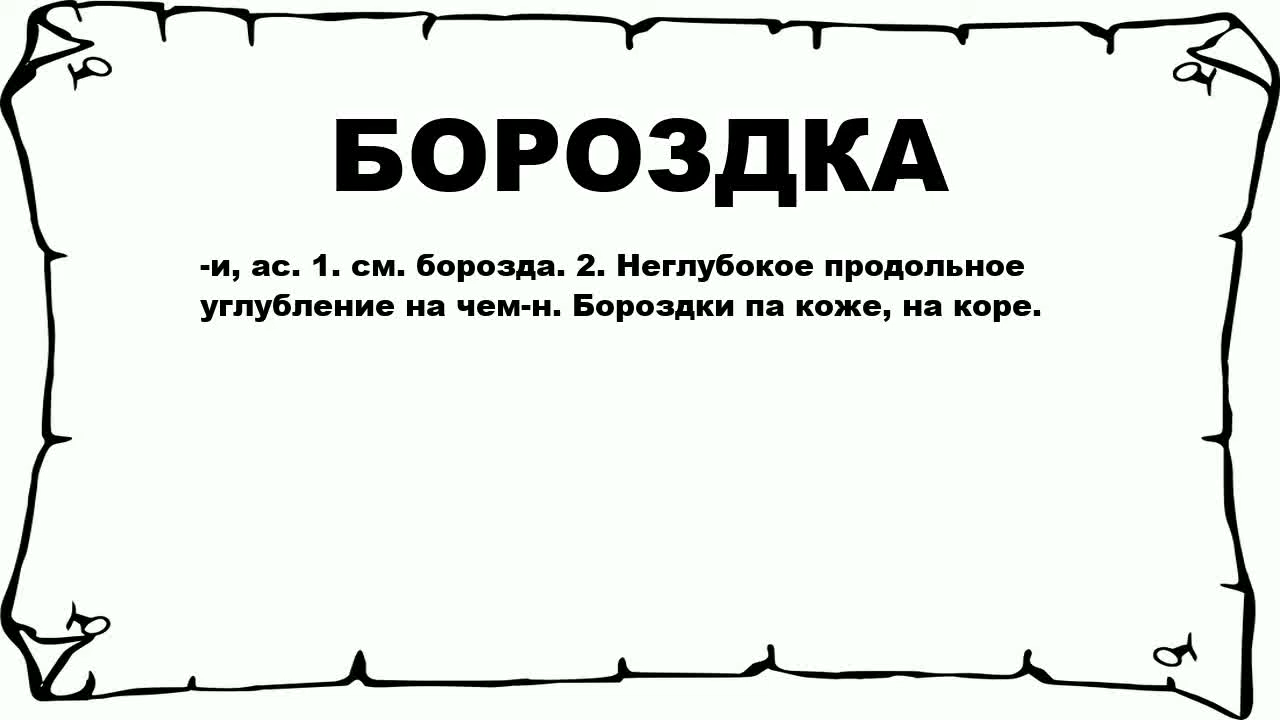 БОРОЗДКА
-и, ас. 1. см. борозда. 2. Неглубокое продольное
углубление на чем-н. Бороздки па коже, на коре.